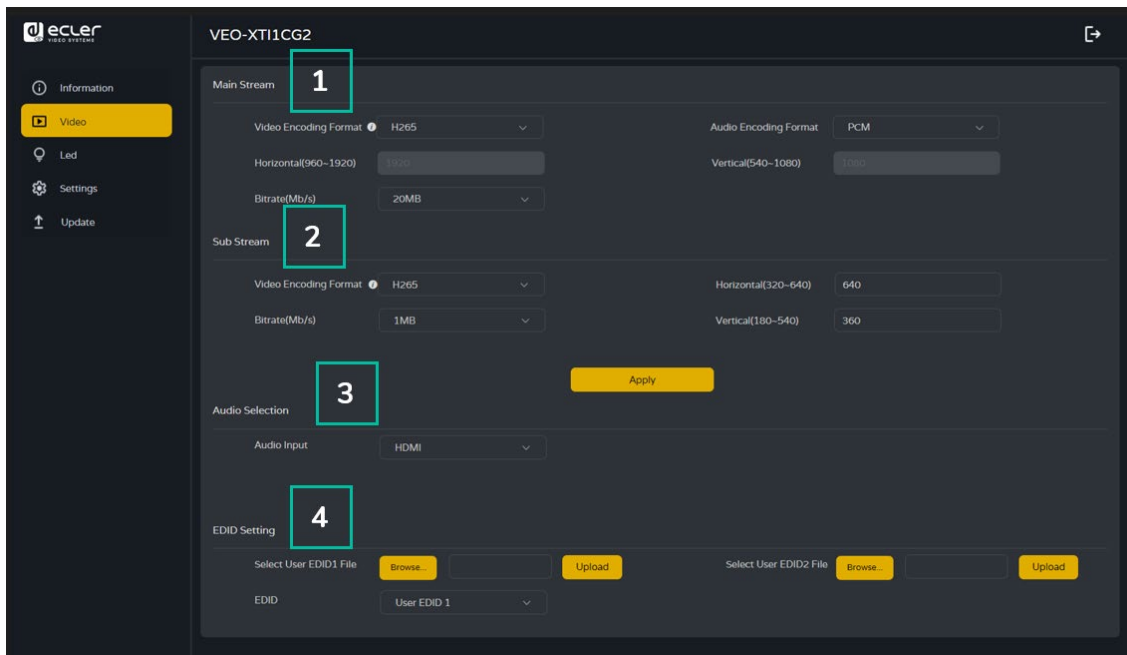 ecler
VIDEO SYSTEMS
VEO-XTI1CG2
Information
Video
Led
Settings
Update
Main Stream
1
Video Encoding Format H265
Audio Encoding Format PCM
Horizontal(960~1920) 1920
Vertical(540~1080) 1080
Bitrate(Mb/s) 20MB
Sub Stream
2
Video Encoding Format H265
Horizontal(320~640) 640
Bitrate(Mb/s) 1MB
Vertical(180~540) 360
Apply
3
Audio Selection
Audio Input HDMI
4
EDID Setting
Select User EDID1 File Browse... Upload
Select User EDID2 File Browse... Upload
EDID User EDID 1